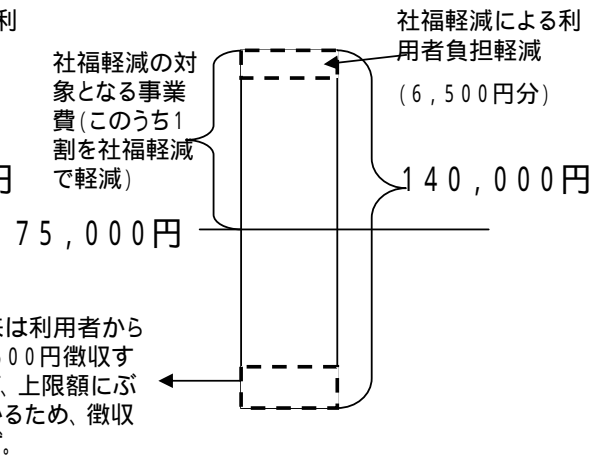 利
社福軽減の対
象となる事業
費(このうち1
割を社福軽減
で軽減)
社福軽減による利
用者負担軽減
(6,500円分)
円
140,000円
75,000円
は利用者から
00円徴収す
、上限額にぶ
るため、徴収